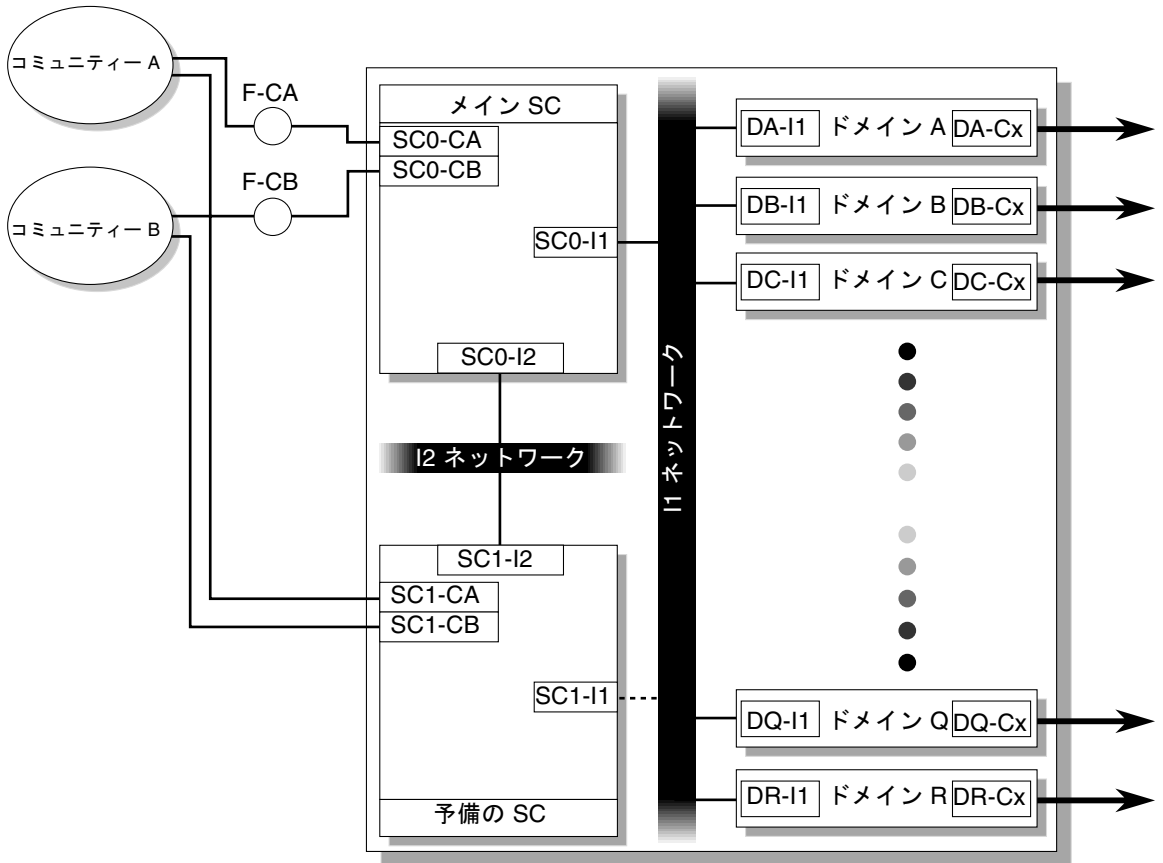 コミュニティー A
F-CA
コミュニティー B
F-CB
メイン SC
SC0-CA
SC0-CB
SC0-I1
SC0-I2
I2 ネットワーク
SC1-I2
SC1-CA
SC1-CB
SC1-I1
予備の SC
I1 ネットワーク
DA-I1 ドメイン A DA-Cx
DB-I1 ドメイン B DB-Cx
DC-I1 ドメイン C DC-Cx
DQ-I1 ドメイン Q DQ-Cx
DR-I1 ドメイン R DR-Cx